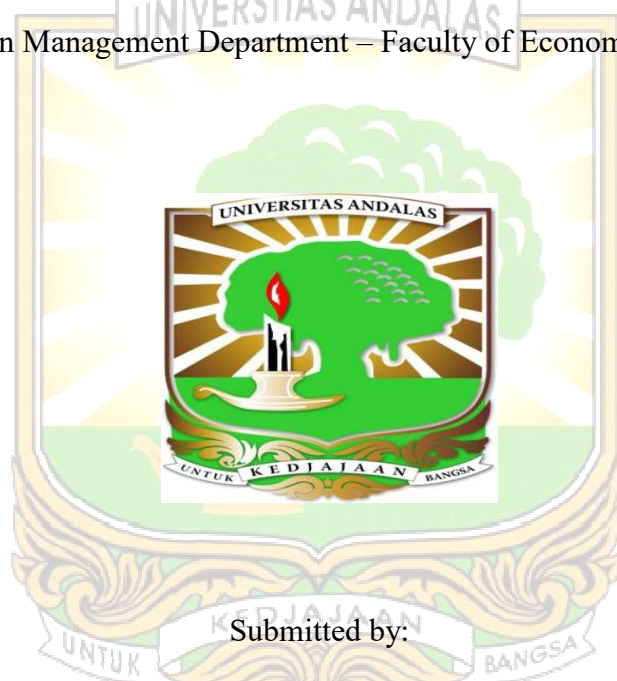 UNIVERSITAS ANDALAS
n Management Department – Faculty of Econom
UNIVERSITAS ANDALAS
UNTUK KEDJAJAAN BANGSA
Submitted by:
UNTUK KEDJAJAAN BANGSA